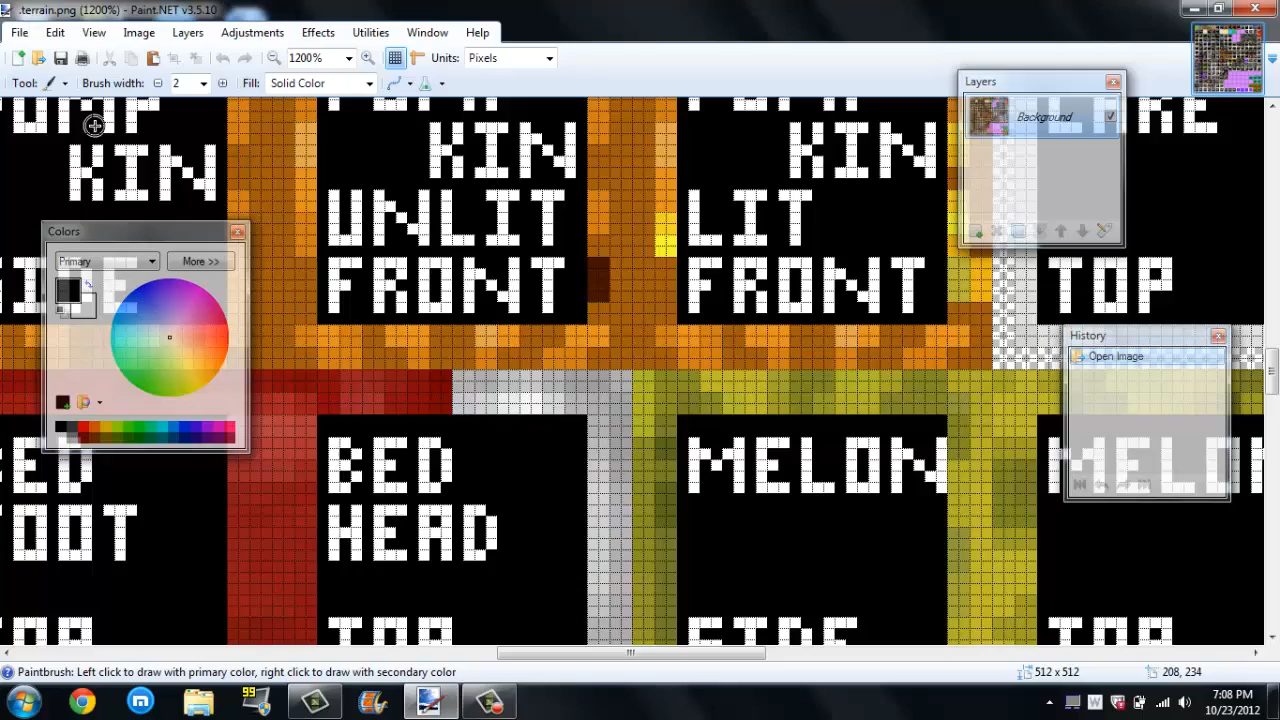 .terrain.png (1200%) - Paint.NET v3.5.10
File Edit View Image Layers Adjustments Effects Utilities Window Help
1200% Units: Pixels
Tool: Brush width: 2 Fill: Solid Color
Layers
Background
KIN
KIN
KIN
UNLIT
LIT
FRONT
FRONT
TOP
Colors
Primary
More >>
History
Open Image
BED
MELON
HEAD
Paintbrush: Left click to draw with primary color, right click to draw with secondary color
512 x 512
208, 234
99
7:08 PM
10/23/2012